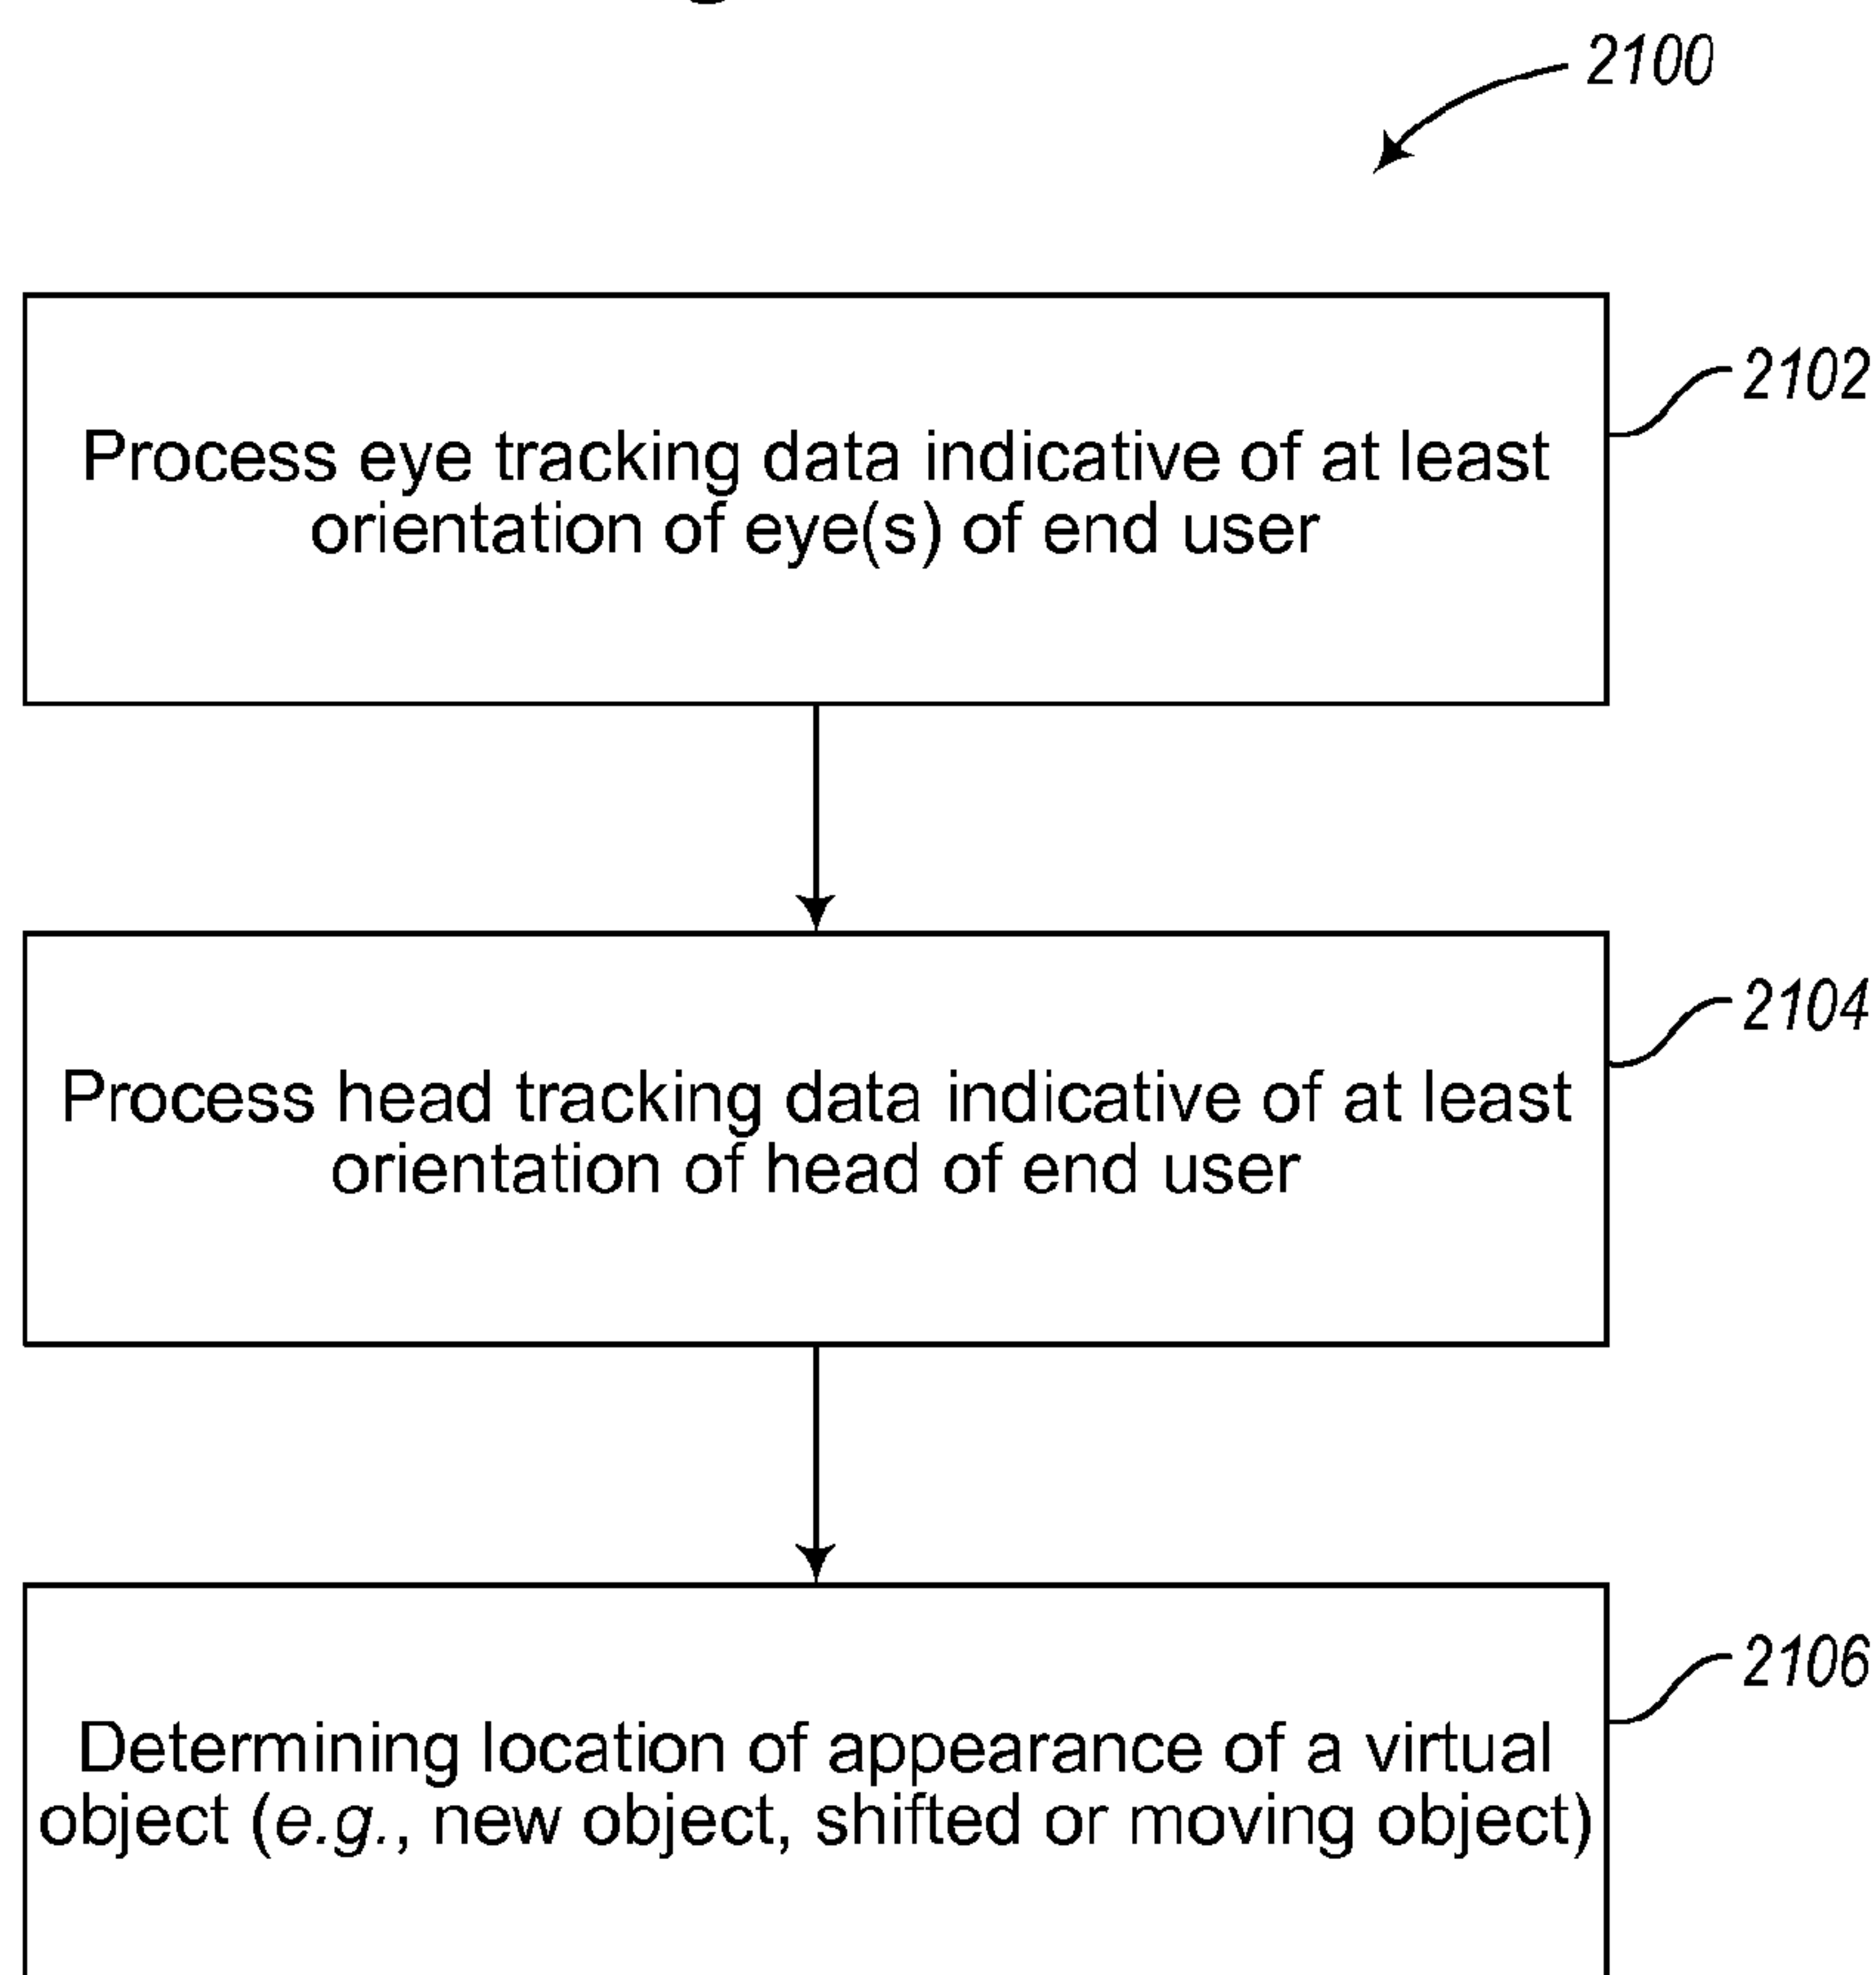 2100
Process eye tracking data indicative of at least
orientation of eye(s) of end user
2102
Process head tracking data indicative of at least
orientation of head of end user
2104
Determining location of appearance of a virtual
object (e.g., new object, shifted or moving object)
2106